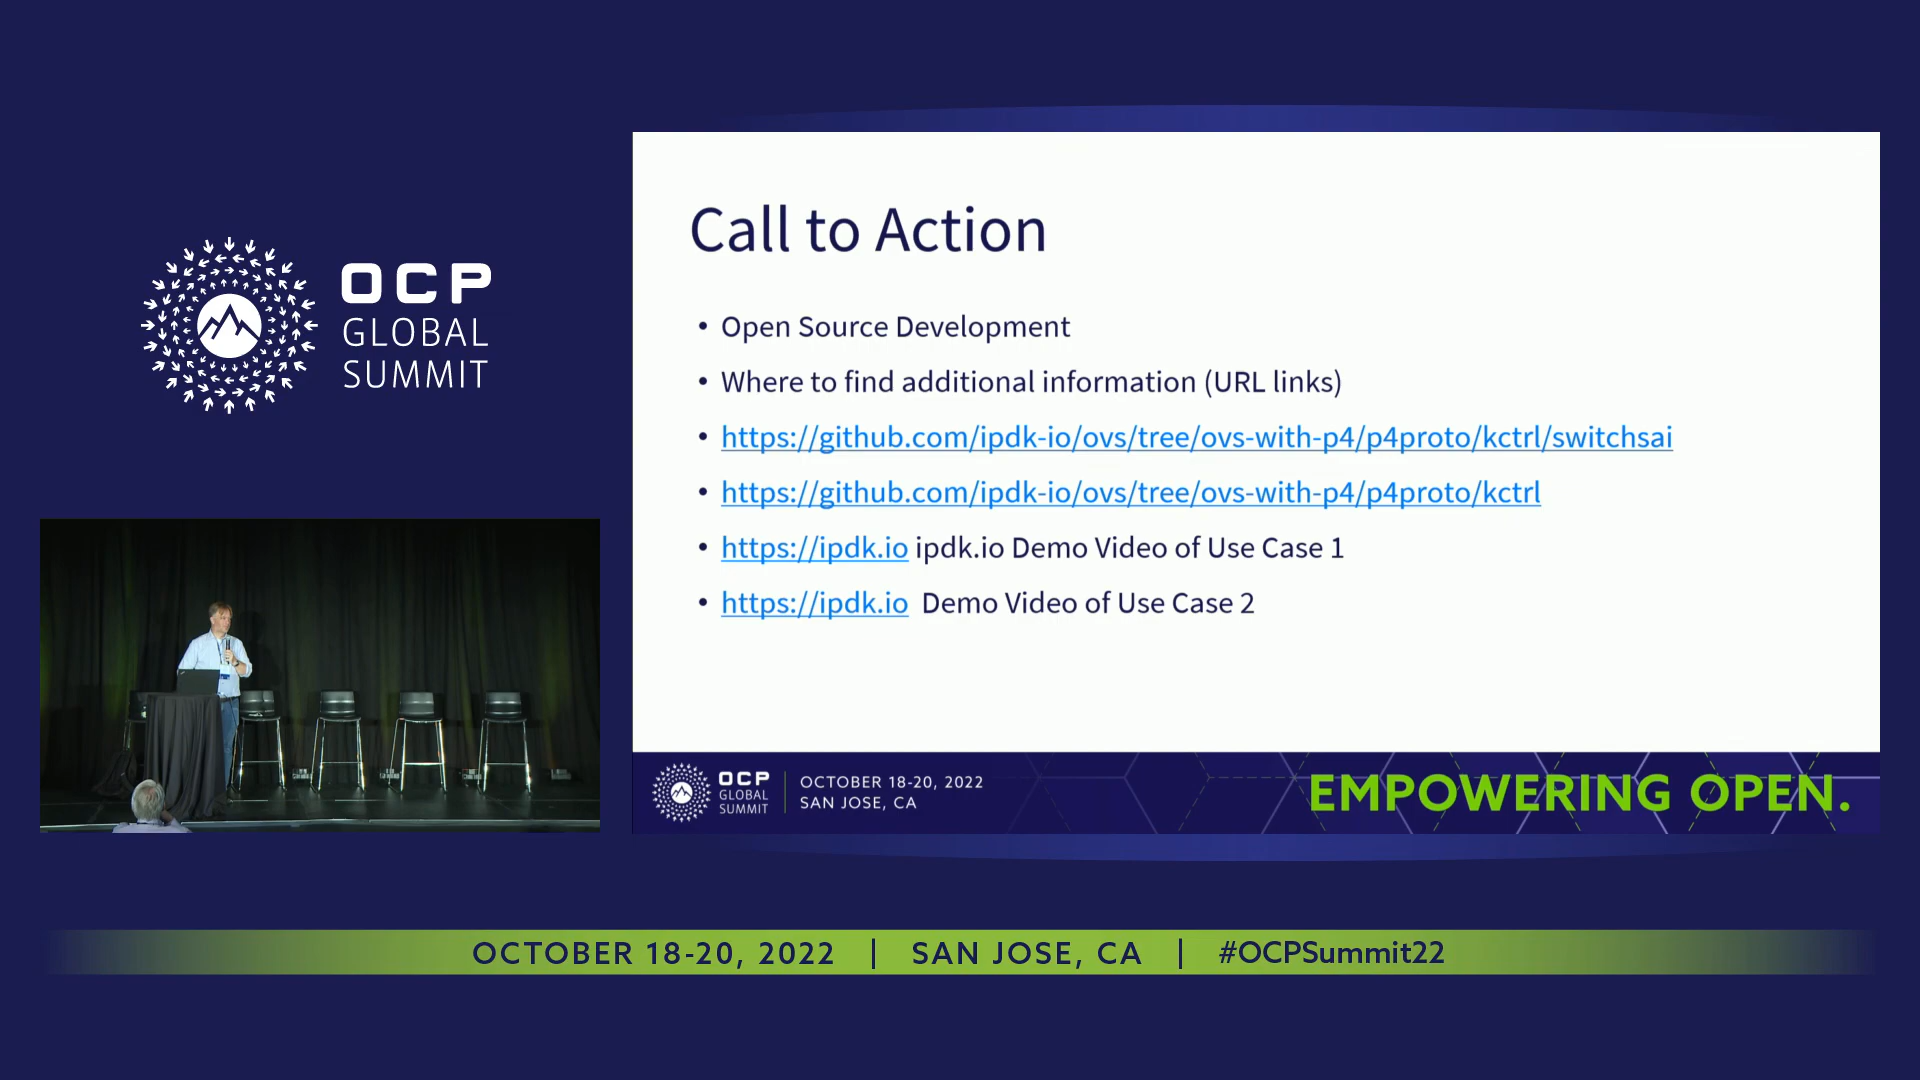 OCP
GLOBAL
SUMMIT
Call to Action
• Open Source Development
• Where to find additional information (URL links)
• https://github.com/ipdk-io/ovs/tree/ovs-with-p4/p4proto/kctrl/switchsai
• https://github.com/ipdk-io/ovs/tree/ovs-with-p4/p4proto/kctrl
• https://ipdk.io ipdk.io Demo Video of Use Case 1
• https://ipdk.io Demo Video of Use Case 2
OCP
GLOBAL
SUMMIT
OCTOBER 18-20, 2022
SAN JOSE, CA
EMPOWERING OPEN.
OCTOBER 18-20, 2022 | SAN JOSE, CA | #OCPSummit22